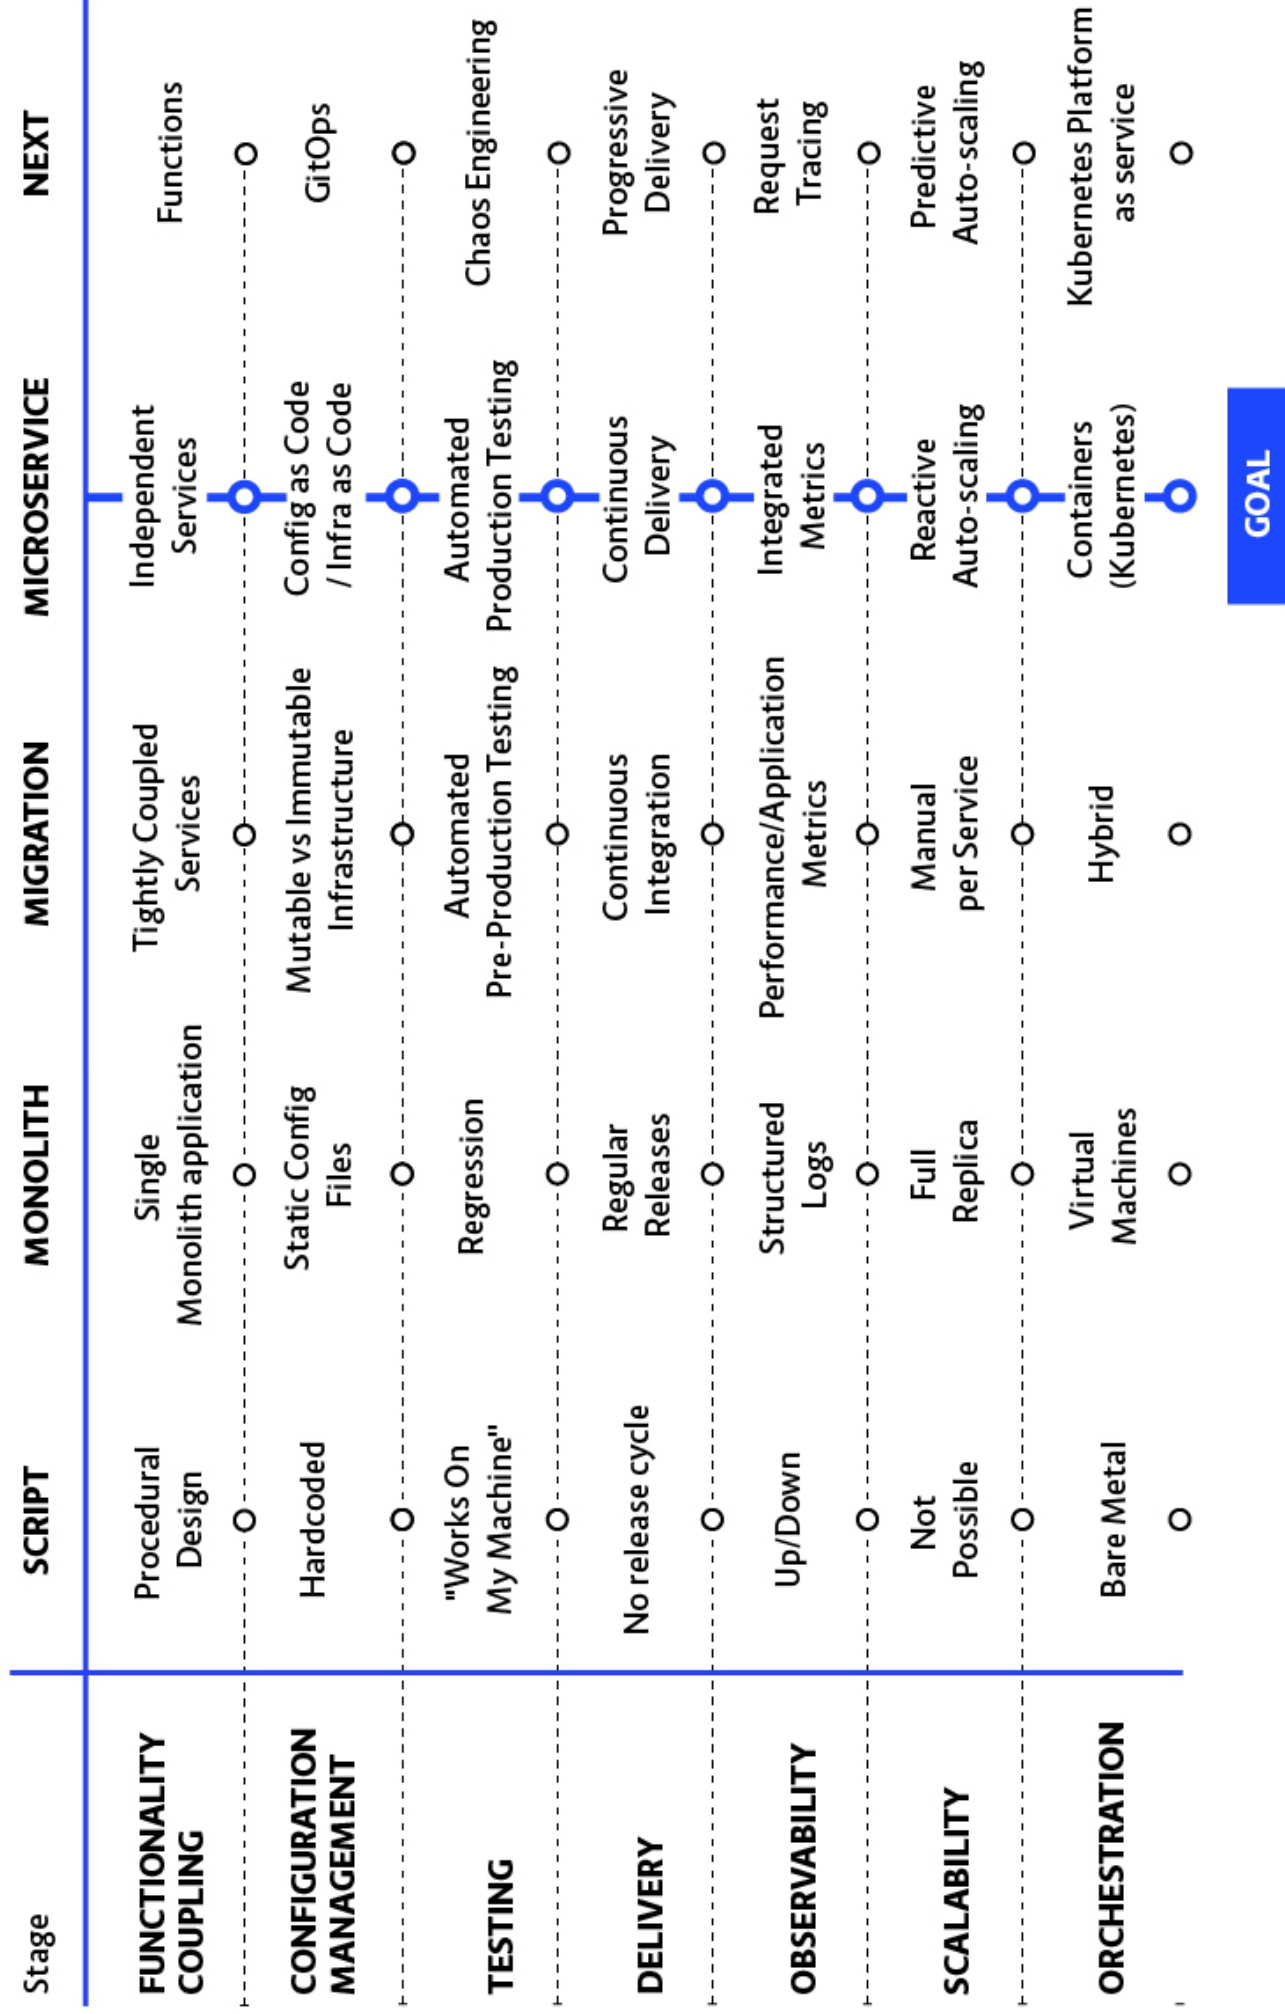 Stage
SCRIPT
MONOLITH
MIGRATION
MICROSERVICE
NEXT
FUNCTIONALITY
COUPLING
Procedural
Design
Single
Monolith application
Tightly Coupled
Services
Independent
Services
Functions
CONFIGURATION
MANAGEMENT
Hardcoded
Static Config
Files
Mutable vs Immutable
Infrastructure
Config as Code
/ Infra as Code
GitOps
TESTING
"Works On
My Machine"
Regression
Automated
Pre-Production Testing
Automated
Production Testing
Chaos Engineering
DELIVERY
No release cycle
Regular
Releases
Continuous
Integration
Continuous
Delivery
Progressive
Delivery
OBSERVABILITY
Up/Down
Structured
Logs
Performance/Application
Metrics
Integrated
Metrics
Request
Tracing
SCALABILITY
Not
Possible
Full
Replica
Manual
per Service
Reactive
Auto-scaling
Predictive
Auto-scaling
ORCHESTRATION
Bare Metal
Virtual
Machines
Hybrid
Containers
(Kubernetes)
Kubernetes Platform
as service
GOAL